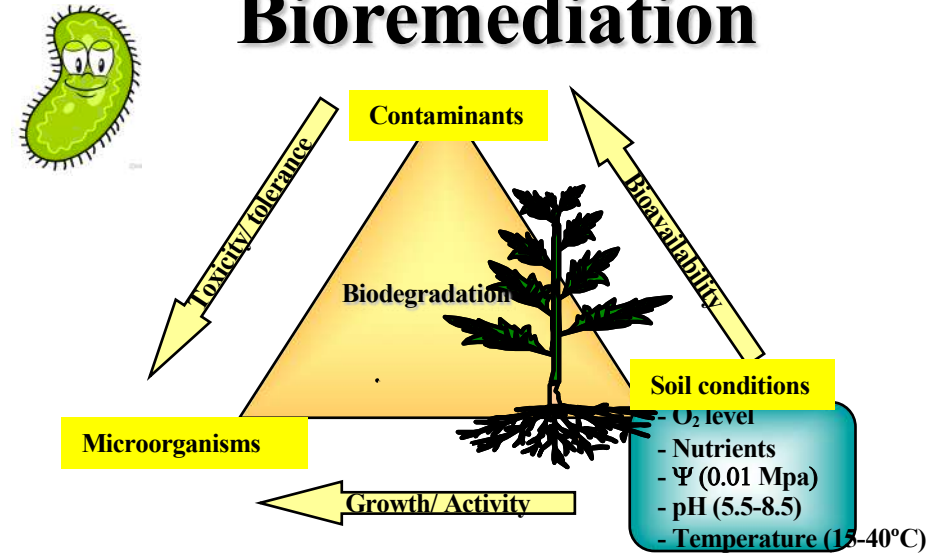 Bioremediation
Contaminants
Toxicity/ tolerance
Bioavailability
Biodegradation
Soil conditions
- O₂ level
- Nutrients
- Ψ (0.01 Mpa)
- pH (5.5-8.5)
- Temperature (15-40ºC)
Microorganisms
Growth/ Activity